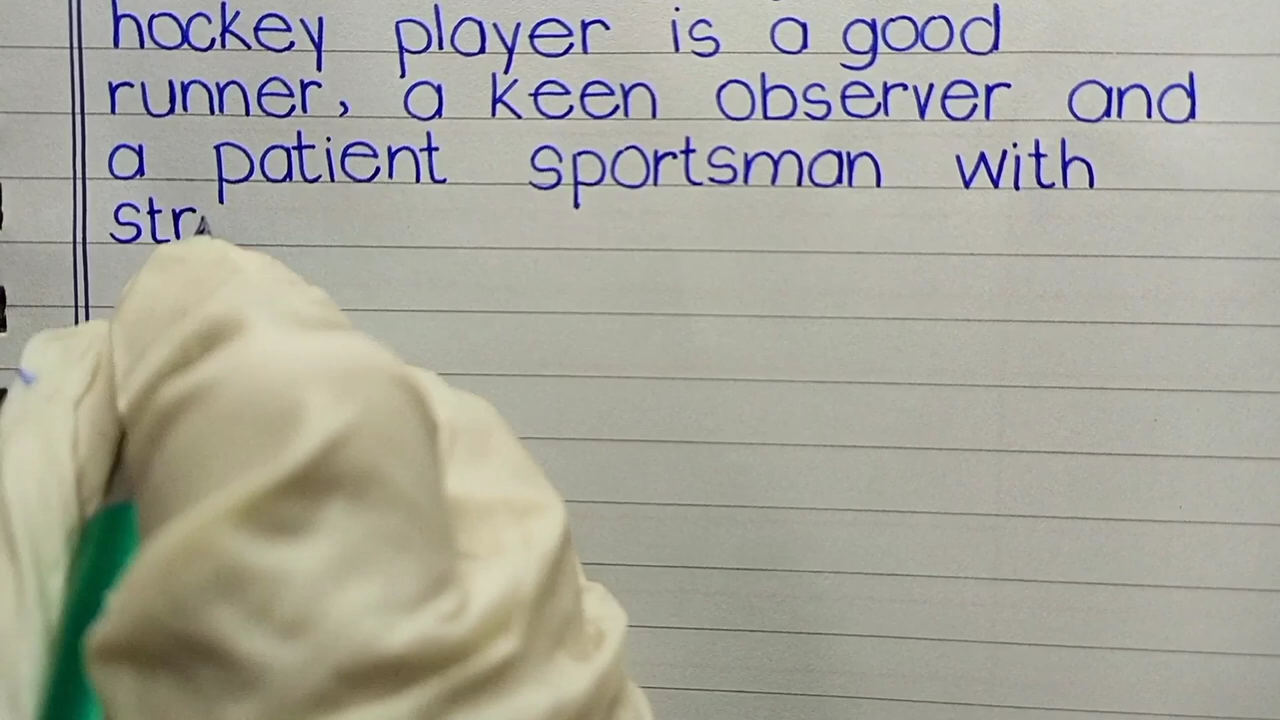 hockey player is a good
runner, a keen observer and
a patient sportsman with
str